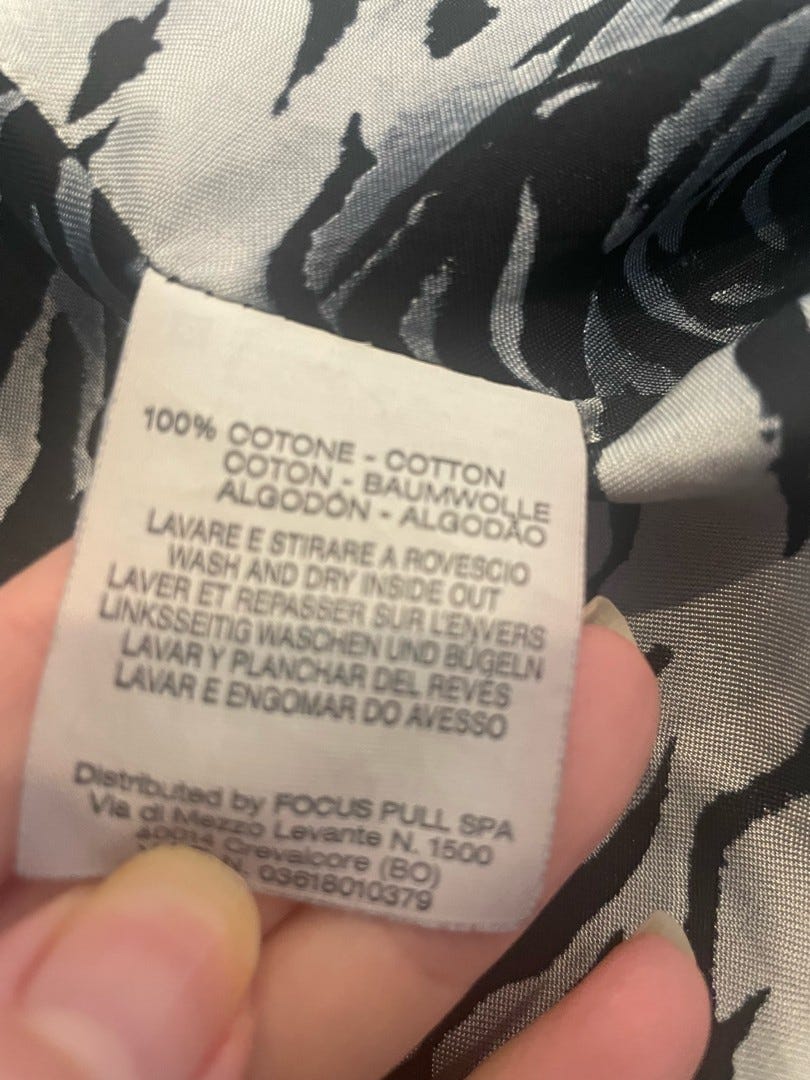 100% COTONE - COTTON
COTON - BAUMWOLLE
ALGODÓN - ALGODÃO
LAVARE E STIRARE A ROVESCIO
WASH AND DRY INSIDE OUT
LAVER ET REPASSER SUR L'ENVERS
LINKSSEITIG WASCHEN UND BÜGELN
LAVAR Y PLANCHAR DEL REVÉS
LAVAR E ENGOMAR DO AVESSO
Distributed by FOCUS PULL SPA
Via di Mezzo Levante N. 1500
40014 Crevalcore (BO)
N. 03618010379